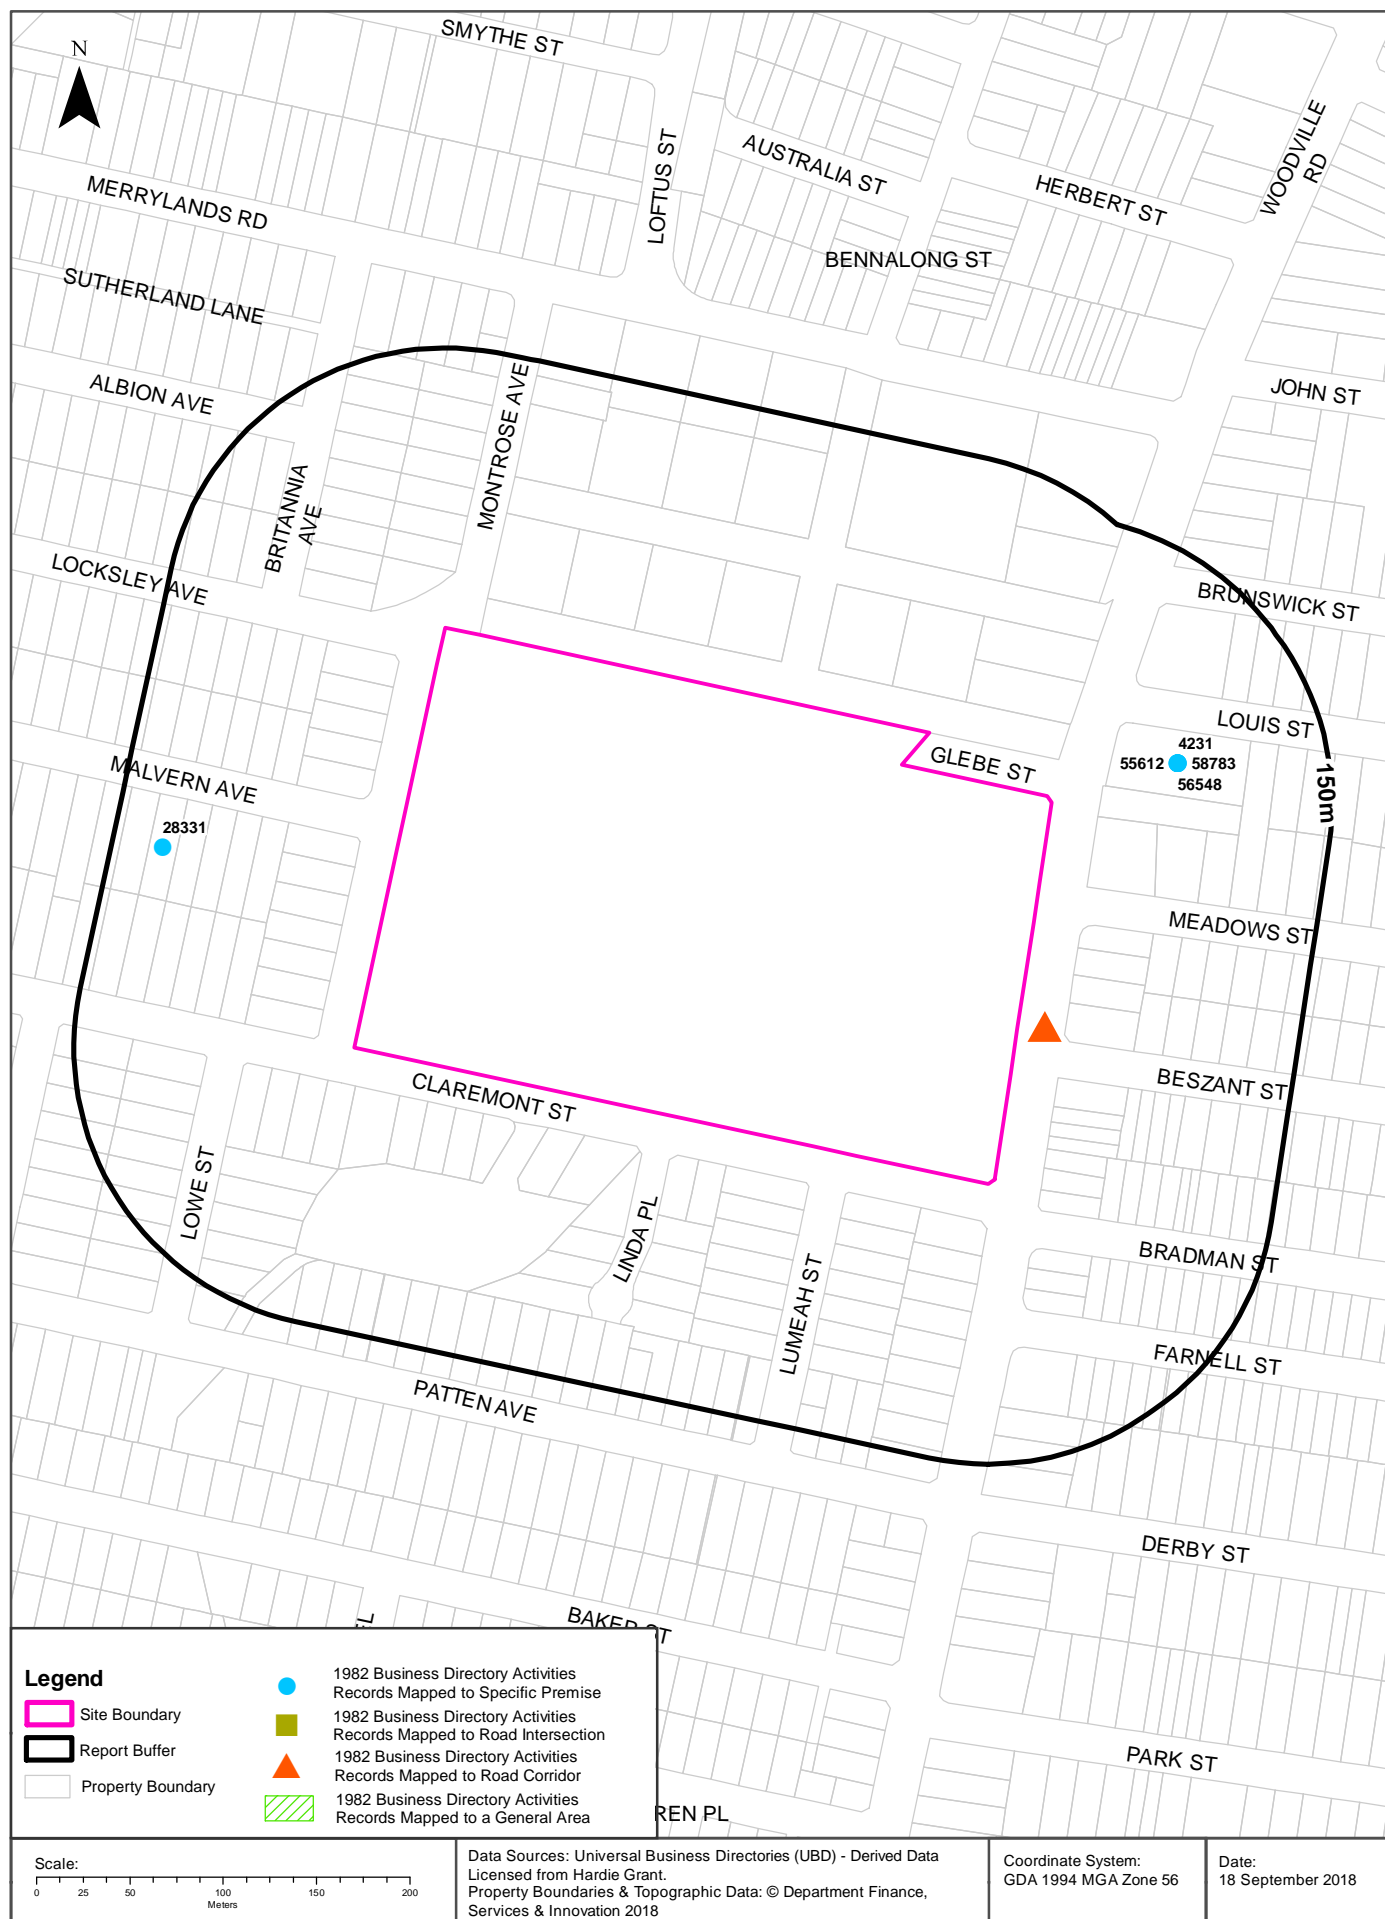 SMYTHE ST
N
LOFTUS ST
AUSTRALIA ST
WOODVILLE
RD
MERRYLANDS RD
HERBERT ST
BENNALONG ST
SUTHERLAND LANE
ALBION AVE
JOHN ST
MONTROSE AVE
BRITANNIA
AVE
LOCKSLEY AVE
BRUNSWICK ST
LOUIS ST
4231
55612
58783
56548
GLEBE ST
MALVERN AVE
150m
28331
MEADOWS ST
BESZANT ST
CLAREMONT ST
LOWE ST
LINDA PL
LUMEAH ST
BRADMAN ST
FARNELL ST
PATTEN AVE
DERBY ST
BAKER ST
EL
PARK ST
REN PL
Legend
Site Boundary
Report Buffer
Property Boundary
1982 Business Directory Activities
Records Mapped to Specific Premise
1982 Business Directory Activities
Records Mapped to Road Intersection
1982 Business Directory Activities
Records Mapped to Road Corridor
1982 Business Directory Activities
Records Mapped to a General Area
Scale:
0 25 50 100 150 200
Meters
Data Sources: Universal Business Directories (UBD) - Derived Data
Licensed from Hardie Grant.
Property Boundaries & Topographic Data: © Department Finance,
Services & Innovation 2018
Coordinate System:
GDA 1994 MGA Zone 56
Date:
18 September 2018